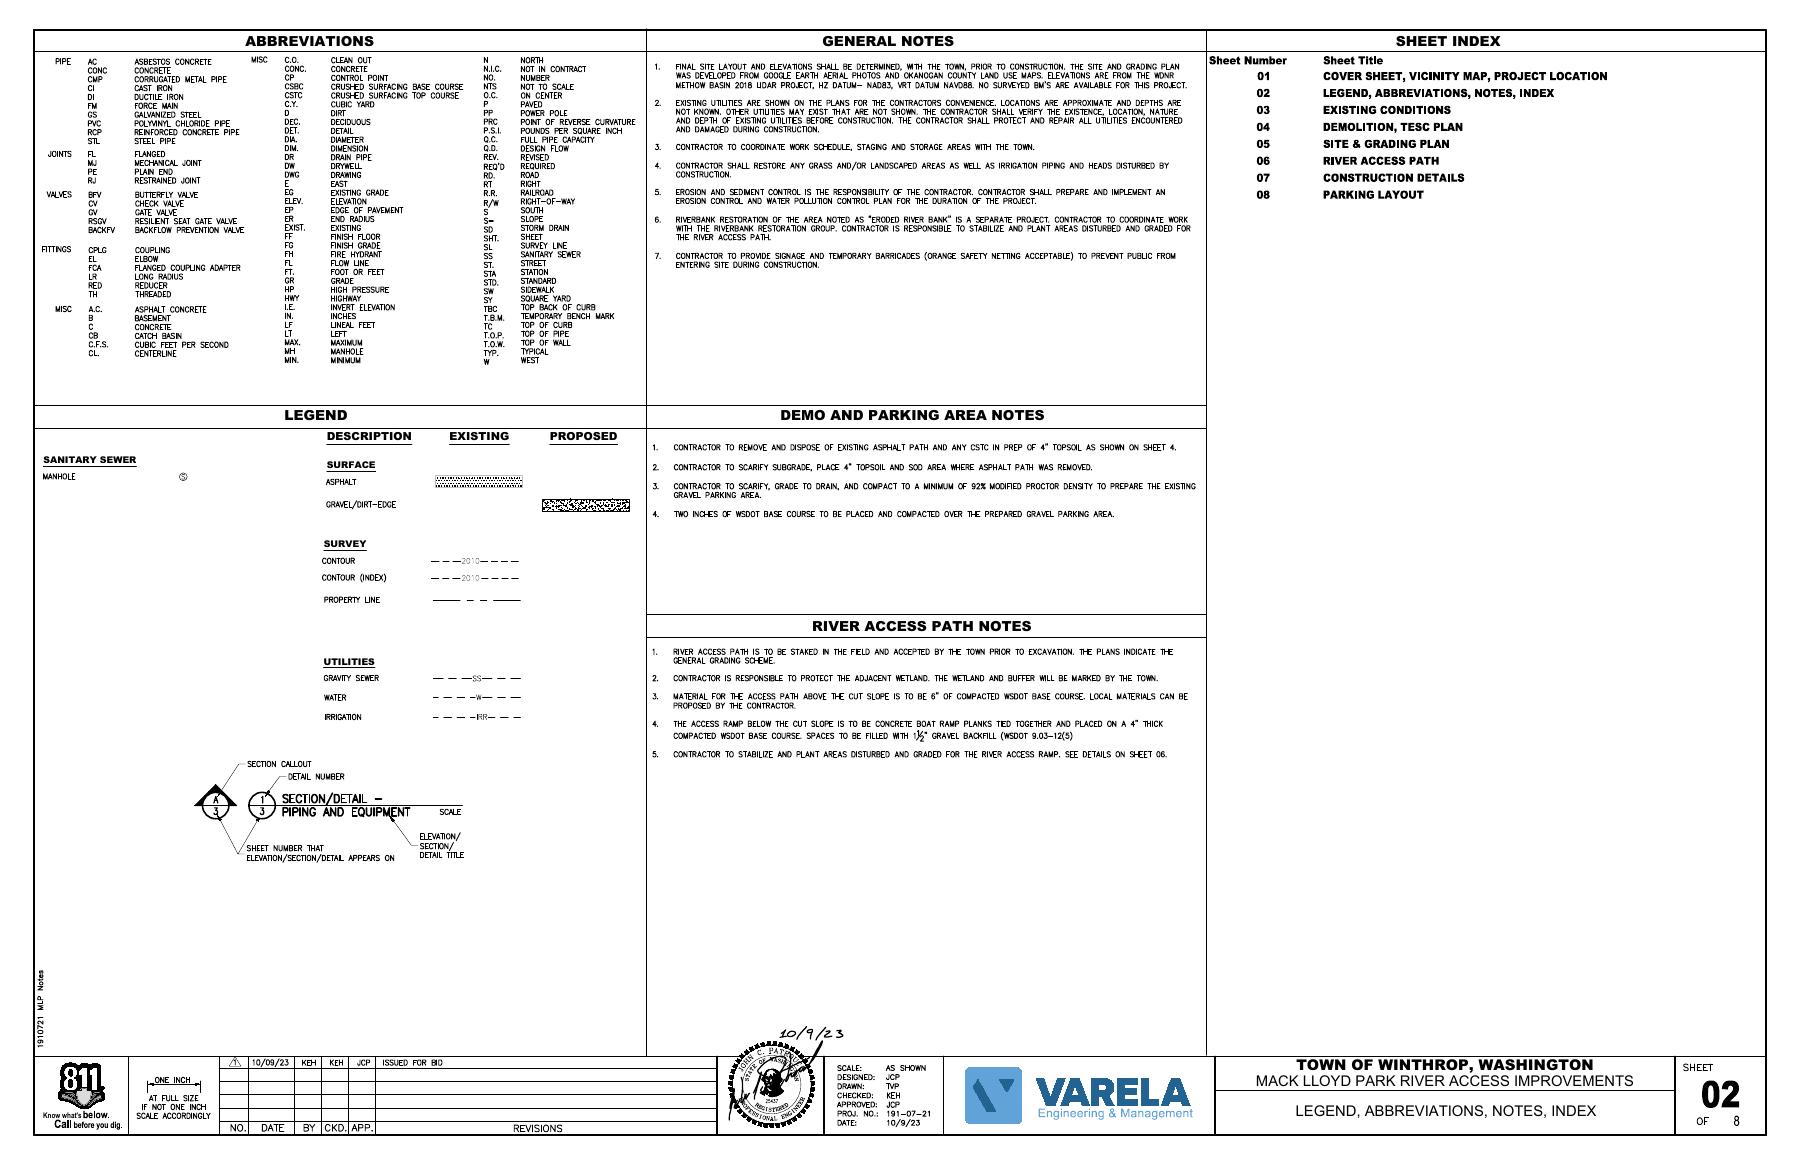 ABBREVIATIONS
PIPE AC ASBESTOS CONCRETE
CONC CONCRETE
CMP CORRUGATED METAL PIPE
CI CAST IRON
DI DUCTILE IRON
FM FORCE MAIN
GS GALVANIZED STEEL
PVC POLYVINYL CHLORIDE PIPE
RCP REINFORCED CONCRETE PIPE
STL STEEL PIPE
JOINTS FL FLANGED
MJ MECHANICAL JOINT
PE PLAIN END
RJ RESTRAINED JOINT
VALVES BFV BUTTERFLY VALVE
CV CHECK VALVE
GV GATE VALVE
RSGV RESILIENT SEAT GATE VALVE
BACKFV BACKFLOW PREVENTION VALVE
FITTINGS CPLG COUPLING
EL ELBOW
FCA FLANGED COUPLING ADAPTER
LR LONG RADIUS
RED REDUCER
TH THREADED
MISC A.C. ASPHALT CONCRETE
B BASEMENT
C CONCRETE
CB CATCH BASIN
C.F.S. CUBIC FEET PER SECOND
CL. CENTERLINE
MISC C.O. CLEAN OUT
CONC. CONCRETE
CP CONTROL POINT
CSBC CRUSHED SURFACING BASE COURSE
CSTC CRUSHED SURFACING TOP COURSE
C.Y. CUBIC YARD
D DIRT
DEC. DECIDUOUS
DET. DETAIL
DIA. DIAMETER
DIM. DIMENSION
DR DRAIN PIPE
DW DRYWELL
DWG DRAWING
E EAST
EG EXISTING GRADE
ELEV. ELEVATION
EP EDGE OF PAVEMENT
ER END RADIUS
EXIST. EXISTING
FF FINISH FLOOR
FG FINISH GRADE
FH FIRE HYDRANT
FL FLOW LINE
FT. FOOT OR FEET
GR GRADE
HP HIGH PRESSURE
HWY HIGHWAY
I.E. INVERT ELEVATION
IN. INCHES
LF LINEAL FEET
LT LEFT
MAX. MAXIMUM
MH MANHOLE
MIN. MINIMUM
N NORTH
N.I.C. NOT IN CONTRACT
NO. NUMBER
NTS NOT TO SCALE
O.C. ON CENTER
P PAVED
PP POWER POLE
PRC POINT OF REVERSE CURVATURE
P.S.I. POUNDS PER SQUARE INCH
Q.C. FULL PIPE CAPACITY
Q.D. DESIGN FLOW
REV. REVISED
REQ'D REQUIRED
RD. ROAD
RT RIGHT
R.R. RAILROAD
R/W RIGHT-OF-WAY
S SOUTH
S= SLOPE
SD STORM DRAIN
SHT. SHEET
SL SURVEY LINE
SS SANITARY SEWER
ST. STREET
STA STATION
STD. STANDARD
SW SIDEWALK
SY SQUARE YARD
TBC TOP BACK OF CURB
T.B.M. TEMPORARY BENCH MARK
TC TOP OF CURB
T.O.P. TOP OF PIPE
T.O.W. TOP OF WALL
TYP. TYPICAL
W WEST
LEGEND
DESCRIPTION EXISTING PROPOSED
SANITARY SEWER
MANHOLE S
SURFACE
ASPHALT
GRAVEL/DIRT-EDGE
SURVEY
CONTOUR 2010
CONTOUR (INDEX) 2010
PROPERTY LINE
UTILITIES
GRAVITY SEWER SS
WATER W
IRRIGATION IRR
SECTION CALLOUT
DETAIL NUMBER
A
3
1
3
SECTION/DETAIL -
PIPING AND EQUIPMENT SCALE
SHEET NUMBER THAT
ELEVATION/SECTION/DETAIL APPEARS ON
ELEVATION/
SECTION/
DETAIL TITLE
1910721 MLP Notes
GENERAL NOTES
1. FINAL SITE LAYOUT AND ELEVATIONS SHALL BE DETERMINED, WITH THE TOWN, PRIOR TO CONSTRUCTION. THE SITE AND GRADING PLAN
WAS DEVELOPED FROM GOOGLE EARTH AERIAL PHOTOS AND OKANOGAN COUNTY LAND USE MAPS. ELEVATIONS ARE FROM THE WDNR
METHOW BASIN 2018 LIDAR PROJECT, HZ DATUM- NAD83, VRT DATUM NAVD88. NO SURVEYED BM'S ARE AVAILABLE FOR THIS PROJECT.
2. EXISTING UTILITIES ARE SHOWN ON THE PLANS FOR THE CONTRACTORS CONVENIENCE. LOCATIONS ARE APPROXIMATE AND DEPTHS ARE
NOT KNOWN. OTHER UTILITIES MAY EXIST THAT ARE NOT SHOWN. THE CONTRACTOR SHALL VERIFY THE EXISTENCE, LOCATION, NATURE
AND DEPTH OF EXISTING UTILITIES BEFORE CONSTRUCTION. THE CONTRACTOR SHALL PROTECT AND REPAIR ALL UTILITIES ENCOUNTERED
AND DAMAGED DURING CONSTRUCTION.
3. CONTRACTOR TO COORDINATE WORK SCHEDULE, STAGING AND STORAGE AREAS WITH THE TOWN.
4. CONTRACTOR SHALL RESTORE ANY GRASS AND/OR LANDSCAPED AREAS AS WELL AS IRRIGATION PIPING AND HEADS DISTURBED BY
CONSTRUCTION.
5. EROSION AND SEDIMENT CONTROL IS THE RESPONSIBILITY OF THE CONTRACTOR. CONTRACTOR SHALL PREPARE AND IMPLEMENT AN
EROSION CONTROL AND WATER POLLUTION CONTROL PLAN FOR THE DURATION OF THE PROJECT.
6. RIVERBANK RESTORATION OF THE AREA NOTED AS "ERODED RIVER BANK" IS A SEPARATE PROJECT. CONTRACTOR TO COORDINATE WORK
WITH THE RIVERBANK RESTORATION GROUP. CONTRACTOR IS RESPONSIBLE TO STABILIZE AND PLANT AREAS DISTURBED AND GRADED FOR
THE RIVER ACCESS PATH.
7. CONTRACTOR TO PROVIDE SIGNAGE AND TEMPORARY BARRICADES (ORANGE SAFETY NETTING ACCEPTABLE) TO PREVENT PUBLIC FROM
ENTERING SITE DURING CONSTRUCTION.
DEMO AND PARKING AREA NOTES
1. CONTRACTOR TO REMOVE AND DISPOSE OF EXISTING ASPHALT PATH AND ANY CSTC IN PREP OF 4" TOPSOIL AS SHOWN ON SHEET 4.
2. CONTRACTOR TO SCARIFY SUBGRADE, PLACE 4" TOPSOIL AND SOD AREA WHERE ASPHALT PATH WAS REMOVED.
3. CONTRACTOR TO SCARIFY, GRADE TO DRAIN, AND COMPACT TO A MINIMUM OF 92% MODIFIED PROCTOR DENSITY TO PREPARE THE EXISTING
GRAVEL PARKING AREA.
4. TWO INCHES OF WSDOT BASE COURSE TO BE PLACED AND COMPACTED OVER THE PREPARED GRAVEL PARKING AREA.
RIVER ACCESS PATH NOTES
1. RIVER ACCESS PATH IS TO BE STAKED IN THE FIELD AND ACCEPTED BY THE TOWN PRIOR TO EXCAVATION. THE PLANS INDICATE THE
GENERAL GRADING SCHEME.
2. CONTRACTOR IS RESPONSIBLE TO PROTECT THE ADJACENT WETLAND. THE WETLAND AND BUFFER WILL BE MARKED BY THE TOWN.
3. MATERIAL FOR THE ACCESS PATH ABOVE THE CUT SLOPE IS TO BE 6" OF COMPACTED WSDOT BASE COURSE. LOCAL MATERIALS CAN BE
PROPOSED BY THE CONTRACTOR.
4. THE ACCESS RAMP BELOW THE CUT SLOPE IS TO BE CONCRETE BOAT RAMP PLANKS TIED TOGETHER AND PLACED ON A 4" THICK
COMPACTED WSDOT BASE COURSE. SPACES TO BE FILLED WITH 1½" GRAVEL BACKFILL (WSDOT 9.03-12(5)
5. CONTRACTOR TO STABILIZE AND PLANT AREAS DISTURBED AND GRADED FOR THE RIVER ACCESS RAMP. SEE DETAILS ON SHEET 06.
SHEET INDEX
Sheet Number Sheet Title
01 COVER SHEET, VICINITY MAP, PROJECT LOCATION
02 LEGEND, ABBREVIATIONS, NOTES, INDEX
03 EXISTING CONDITIONS
04 DEMOLITION, TESC PLAN
05 SITE & GRADING PLAN
06 RIVER ACCESS PATH
07 CONSTRUCTION DETAILS
08 PARKING LAYOUT
811
Know what's below.
Call before you dig.
ONE INCH
AT FULL SIZE
IF NOT ONE INCH
SCALE ACCORDINGLY
1 10/09/23 KEH KEH JCP ISSUED FOR BID
NO. DATE BY CKD. APP. REVISIONS
10/9/23
JOHN C. PATE
STATE OF WASHINGTON
25437
REGISTERED
PROFESSIONAL ENGINEER
SCALE: AS SHOWN
DESIGNED: JCP
DRAWN: TVP
CHECKED: KEH
APPROVED: JCP
PROJ. NO.: 191-07-21
DATE: 10/9/23
VARELA
Engineering & Management
TOWN OF WINTHROP, WASHINGTON
MACK LLOYD PARK RIVER ACCESS IMPROVEMENTS
LEGEND, ABBREVIATIONS, NOTES, INDEX
SHEET
02
OF 8